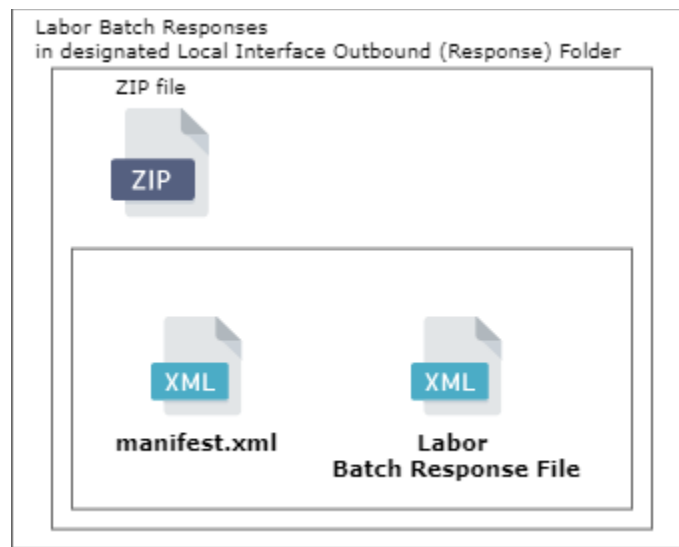 Labor Batch Responses
in designated Local Interface Outbound (Response) Folder
ZIP file
ZIP
XML
XML
manifest.xml
Labor
Batch Response File